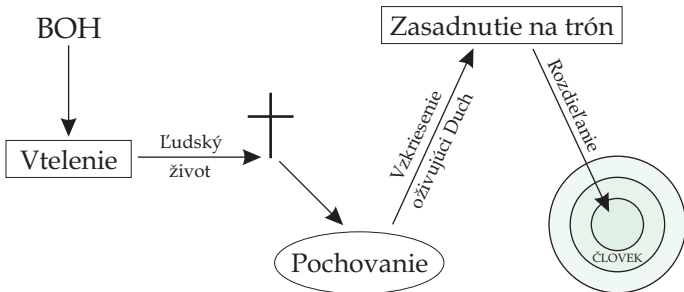 BOH
Vtelenie
Ľudský
život
Pochovanie
Vzkriesenie
oživujúci Duch
Zasadnutie na trón
Rozdieľanie
ČLOVEK